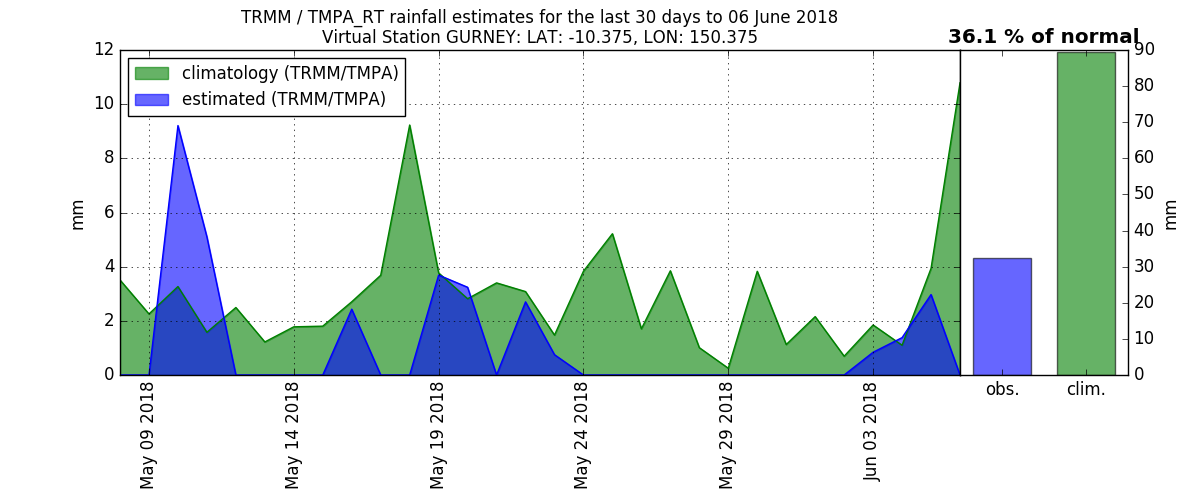 TRMM / TMPA_RT rainfall estimates for the last 30 days to 06 June 2018
Virtual Station GURNEY: LAT: -10.375, LON: 150.375
36.1 % of normal
climatology (TRMM/TMPA)
estimated (TRMM/TMPA)
12
10
8
6
4
2
0
mm
May 09 2018
May 14 2018
May 19 2018
May 24 2018
May 29 2018
Jun 03 2018
obs.
clim.
90
80
70
60
50
40
30
20
10
0
mm